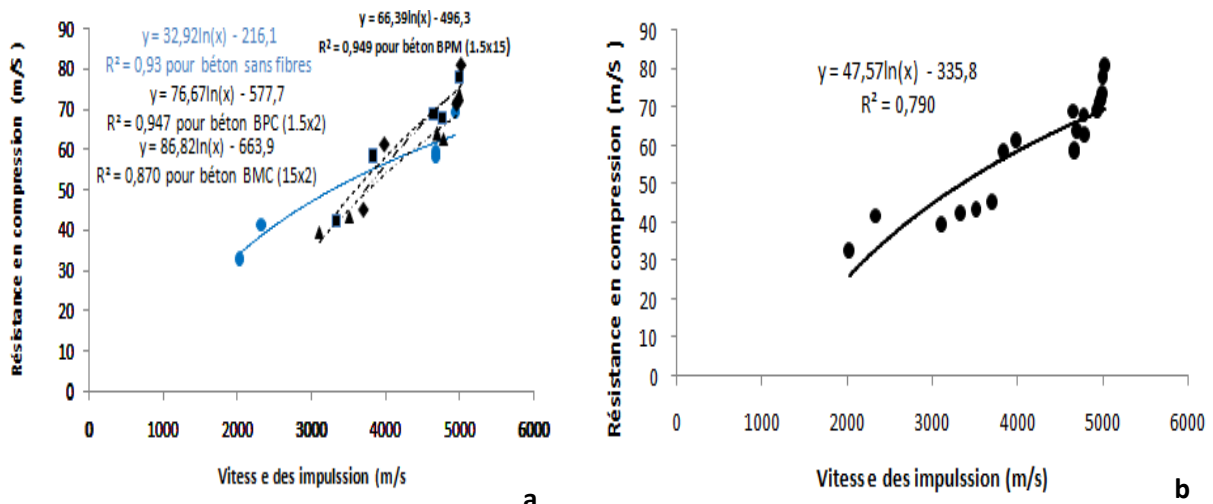 y = 66,39ln(x) - 496,3
R² = 0,949 pour béton BPM (1.5x15)
y = 32,92ln(x) - 216,1
R² = 0,93 pour béton sans fibres
y = 76,67ln(x) - 577,7
R² = 0,947 pour béton BPC (1.5x2)
y = 86,82ln(x) - 663,9
R² = 0,870 pour béton BMC (15x2)
Résistance en compression (m/S )
90
80
70
60
50
40
30
20
10
0
0 1000 2000 3000 4000 5000 6000
Vitess e des impulssion (m/s
a
y = 47,57ln(x) - 335,8
R² = 0,790
Résistance en compression (m/s )
90
80
70
60
50
40
30
20
10
0
0 1000 2000 3000 4000 5000 6000
Vitess e des impulssion (m/s)
b